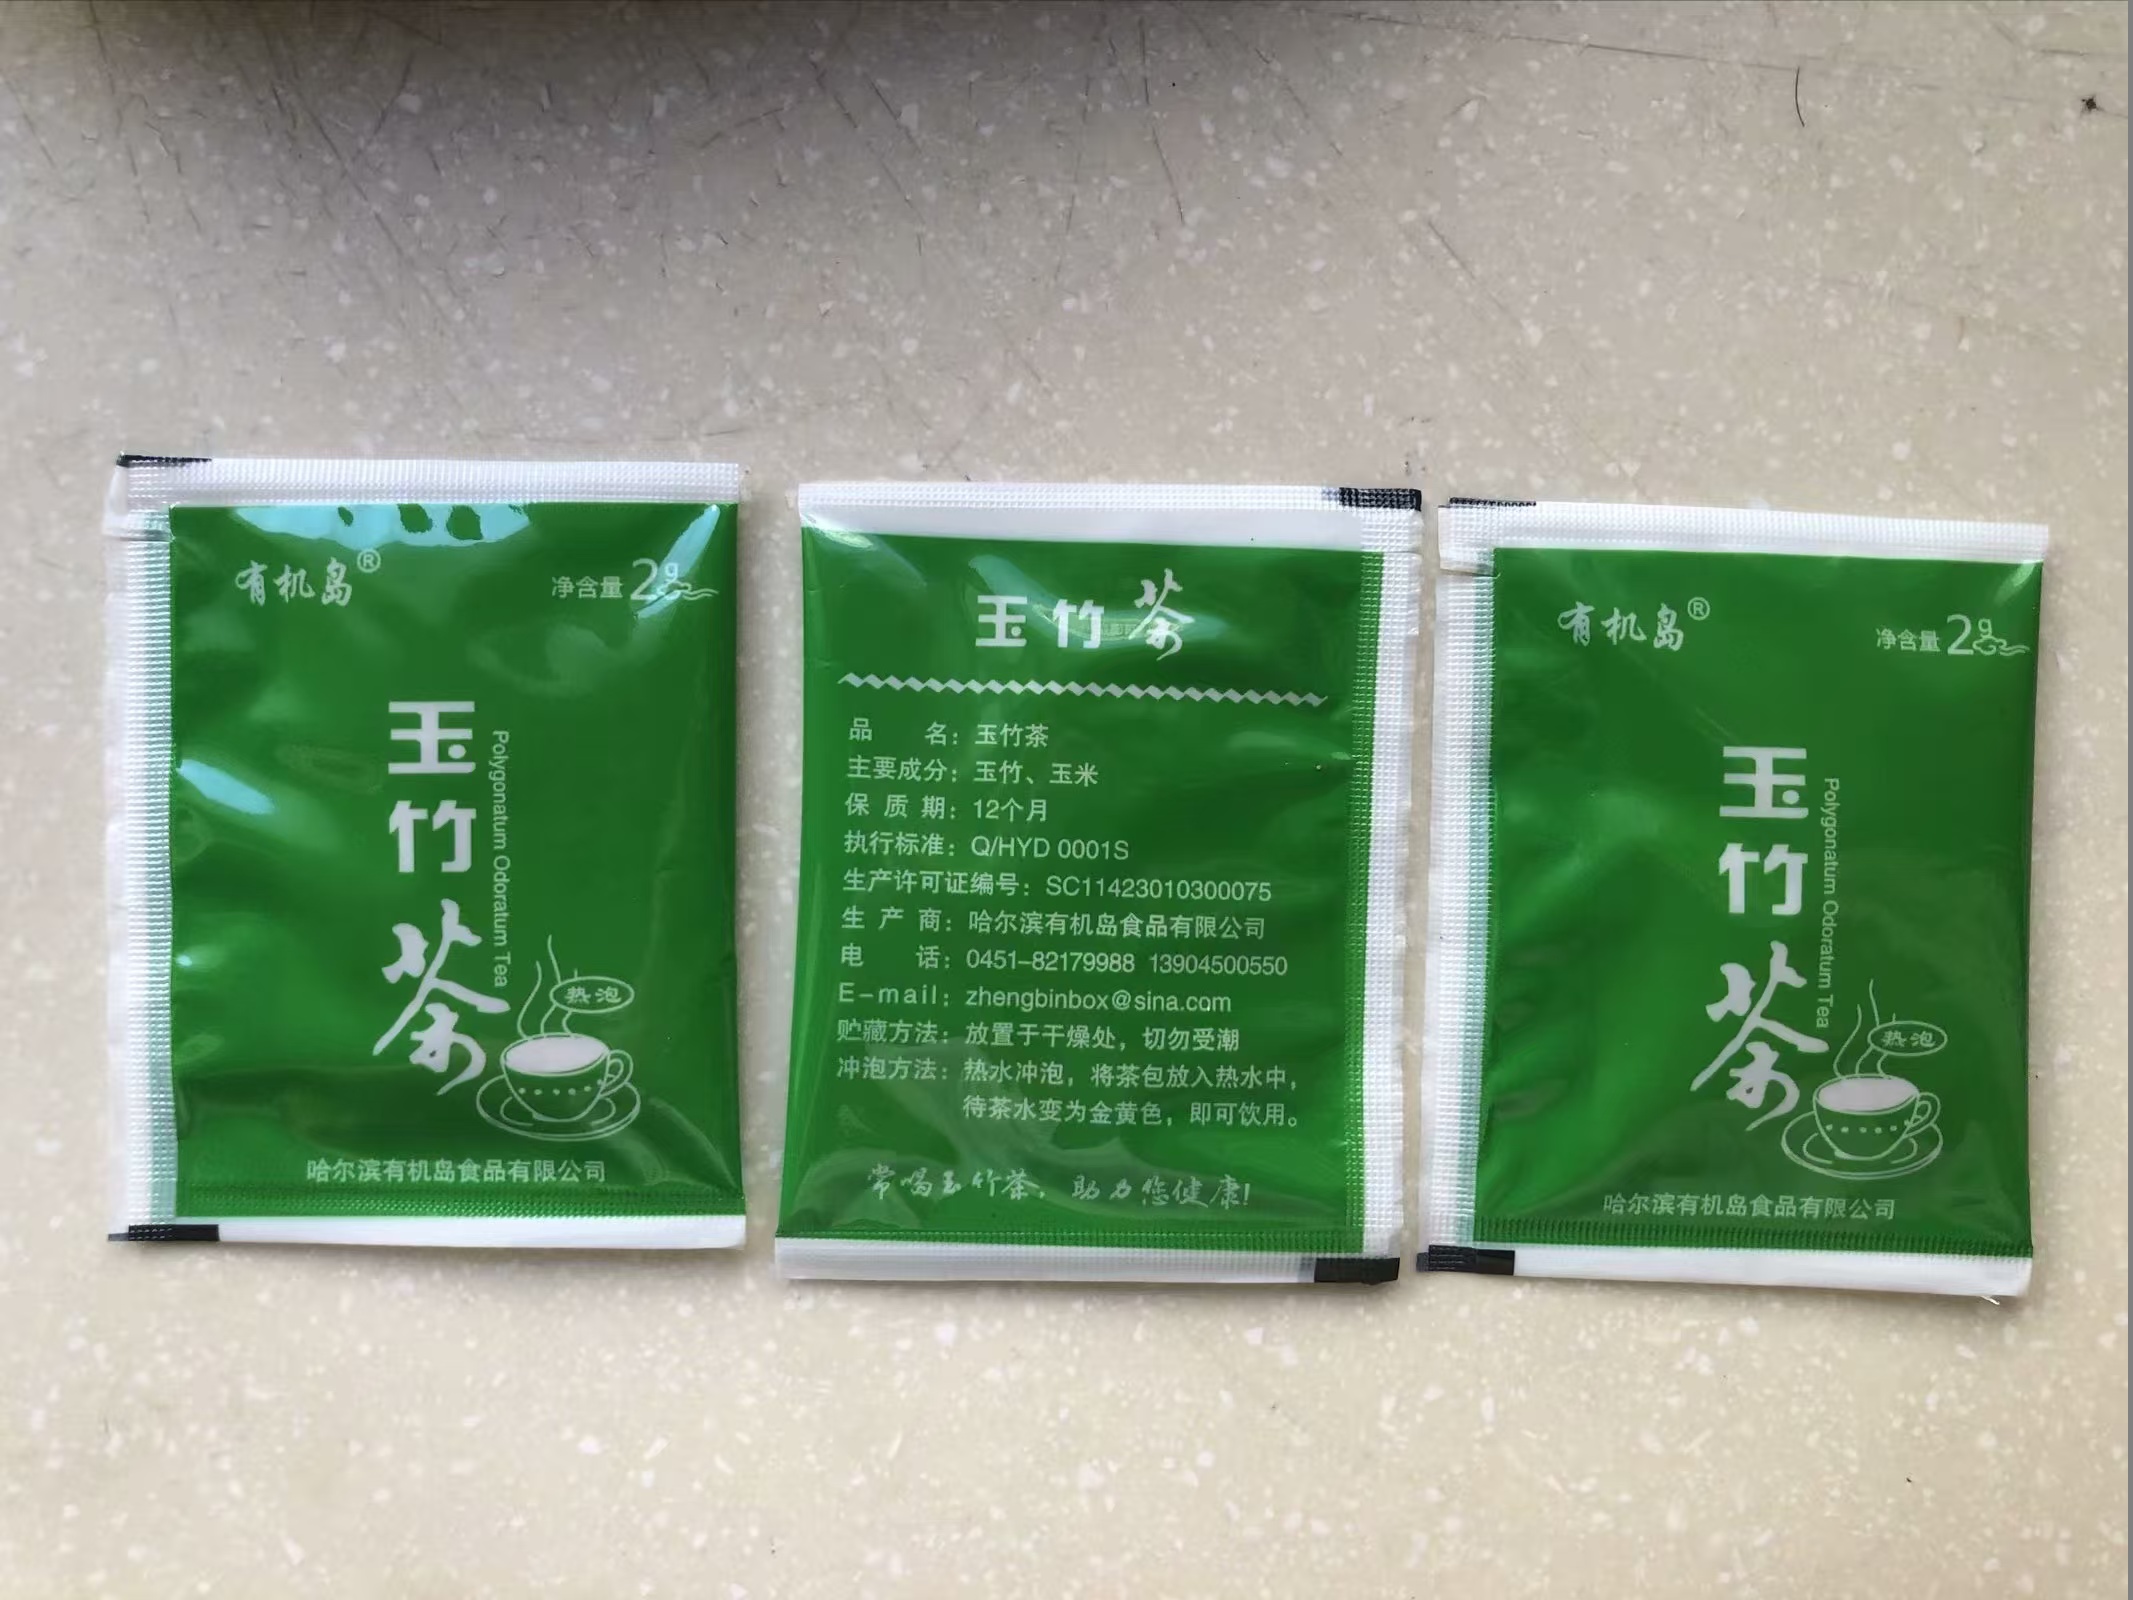 有机岛®
净含量2g
玉竹茶
Polygonatum Odoratum Tea
热泡
哈尔滨有机岛食品有限公司
玉竹茶
品名：玉竹茶
主要成分：玉竹、玉米
保质期：12个月
执行标准：Q/HYD 0001S
生产许可证编号：SC11423010300075
生产商：哈尔滨有机岛食品有限公司
电话：0451-82179988 13904500550
E-mail：zhengbinbox@sina.com
贮藏方法：放置于干燥处，切勿受潮
冲泡方法：热水冲泡，将茶包放入热水中，
待茶水变为金黄色，即可饮用。
常喝玉竹茶，助力您健康！
有机岛®
净含量2g
玉竹茶
Polygonatum Odoratum Tea
热泡
哈尔滨有机岛食品有限公司